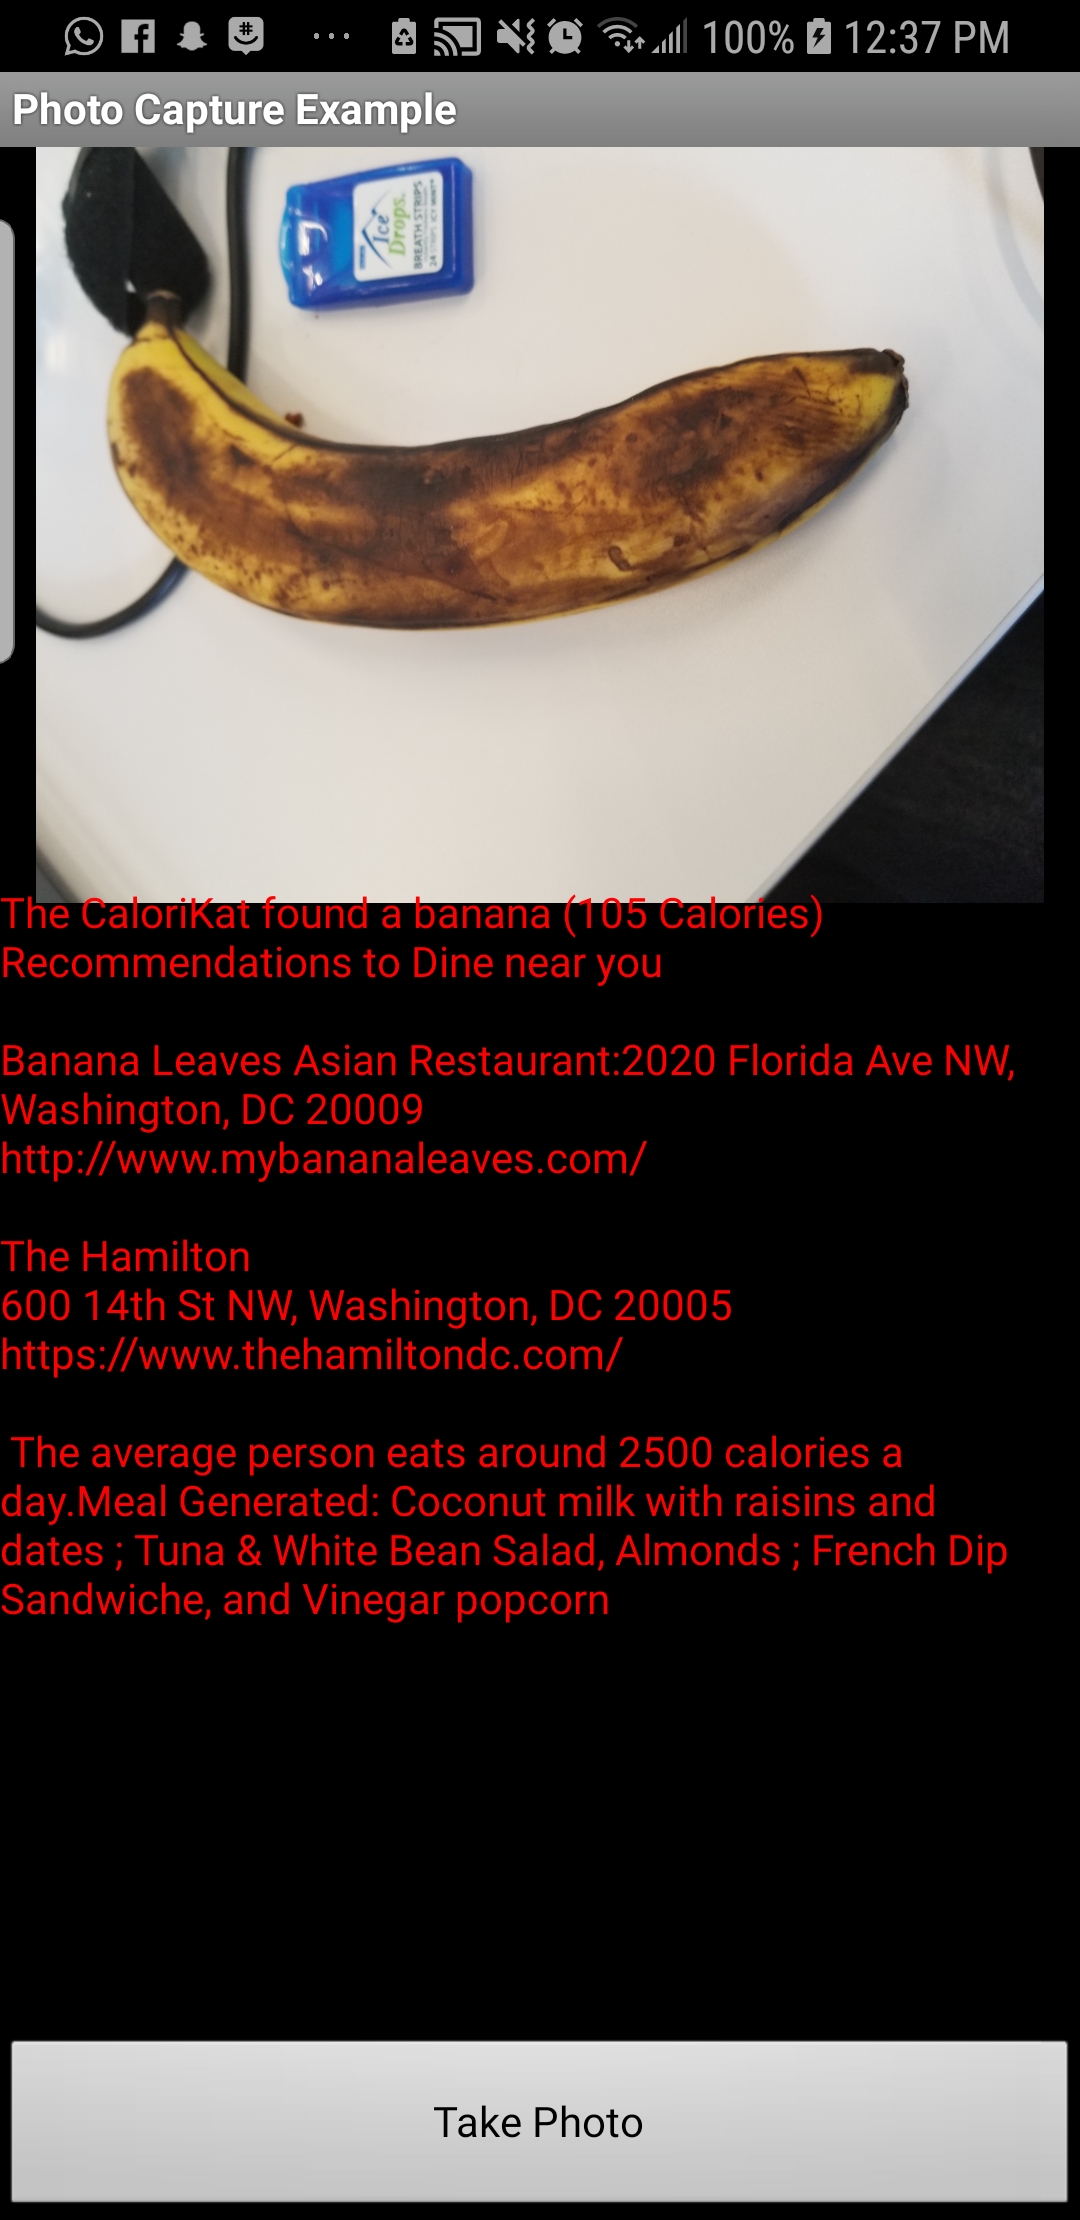 100% 12:37 PM
Photo Capture Example
Ice
Drops.
BREATH STRIPS
24 STRIPS ICY MINT
The CaloriKat found a banana (105 Calories)
Recommendations to Dine near you
Banana Leaves Asian Restaurant:2020 Florida Ave NW,
Washington, DC 20009
http://www.mybananaleaves.com/
The Hamilton
600 14th St NW, Washington, DC 20005
https://www.thehamiltondc.com/
The average person eats around 2500 calories a
day.Meal Generated: Coconut milk with raisins and
dates ; Tuna & White Bean Salad, Almonds ; French Dip
Sandwiche, and Vinegar popcorn
Take Photo